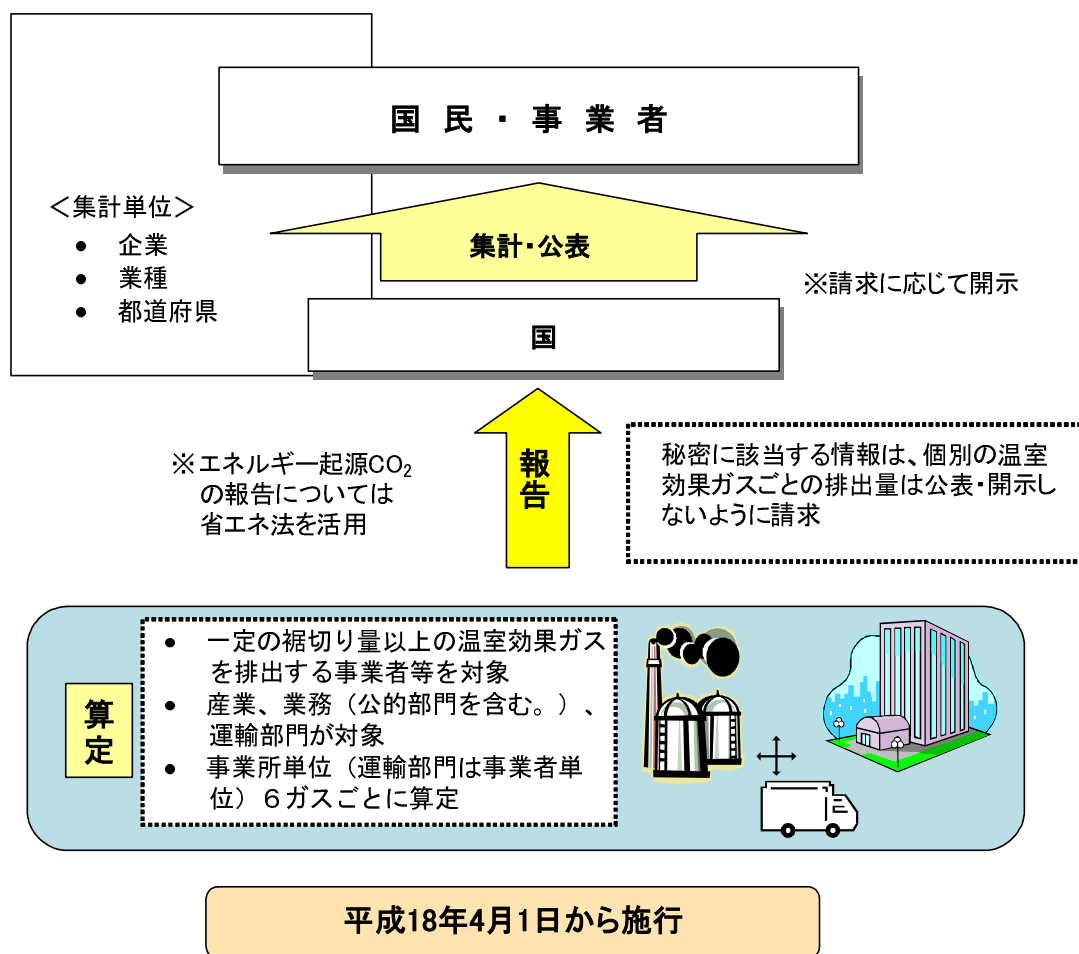 国民・事業者
＜集計単位＞
● 企業
● 業種
● 都道府県
集計・公表
※請求に応じて開示
国
報告
※エネルギー起源CO₂
の報告については
省エネ法を活用
秘密に該当する情報は、個別の温室
効果ガスごとの排出量は公表・開示し
ないように請求
算定
● 一定の裾切り量以上の温室効果ガス
を排出する事業者等を対象
● 産業、業務（公的部門を含む。）、
運輸部門が対象
● 事業所単位（運輸部門は事業者単
位）６ガスごとに算定
平成18年4月1日から施行